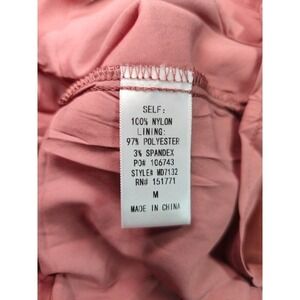 SELF:
100% NYLON
LINING:
97% POLYESTER
3% SPANDEX
PO# 106743
STYLE# MD7132
RN# 151771
M
MADE IN CHINA